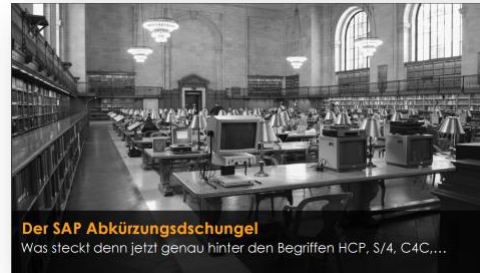 Der SAP Abkürzungsdschungel
Was steckt denn jetzt genau hinter den Begriffen HCP, S/4, C4C,…